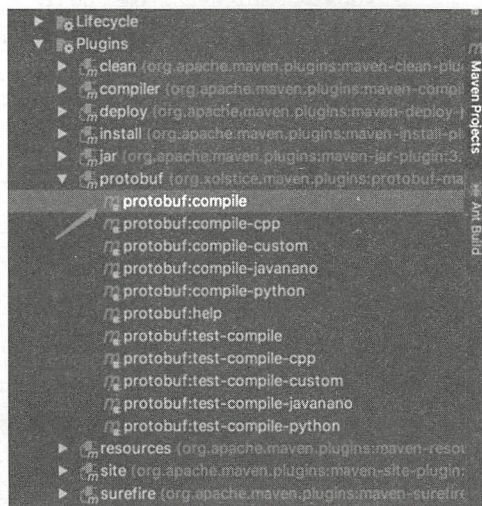 Lifecycle
Plugins
clean (org.apache.maven.plugins:maven-clean-plu
compiler (org.apache.maven.plugins:maven-compil
deploy (org.apache.maven.plugins:maven-deploy-
install (org.apache.maven.plugins:maven-install-pl
jar (org.apache.maven.plugins:maven-jar-plugin:3.
protobuf (org.xolstice.maven.plugins:protobuf-ma
protobuf:compile
protobuf:compile-cpp
protobuf:compile-custom
protobuf:compile-javanano
protobuf:compile-python
protobuf:help
protobuf:test-compile
protobuf:test-compile-cpp
protobuf:test-compile-custom
protobuf:test-compile-javanano
protobuf:test-compile-python
resources (org.apache.maven.plugins:maven-resou
site (org.apache.maven.plugins:maven-site-plugin:
surefire (org.apache.maven.plugins:maven-surefire
Maven Projects
Ant Build